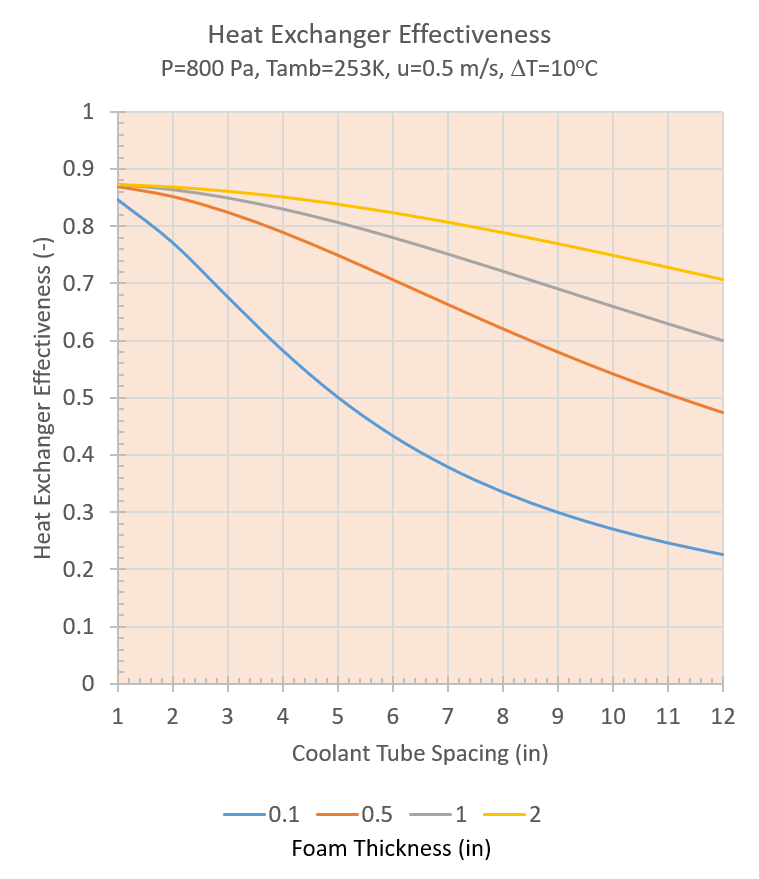 Heat Exchanger Effectiveness
P=800 Pa, Tamb=253K, u=0.5 m/s, ΔT=10°C
Heat Exchanger Effectiveness (-)
1
0.9
0.8
0.7
0.6
0.5
0.4
0.3
0.2
0.1
0
1 2 3 4 5 6 7 8 9 10 11 12
Coolant Tube Spacing (in)
0.1 0.5 1 2
Foam Thickness (in)